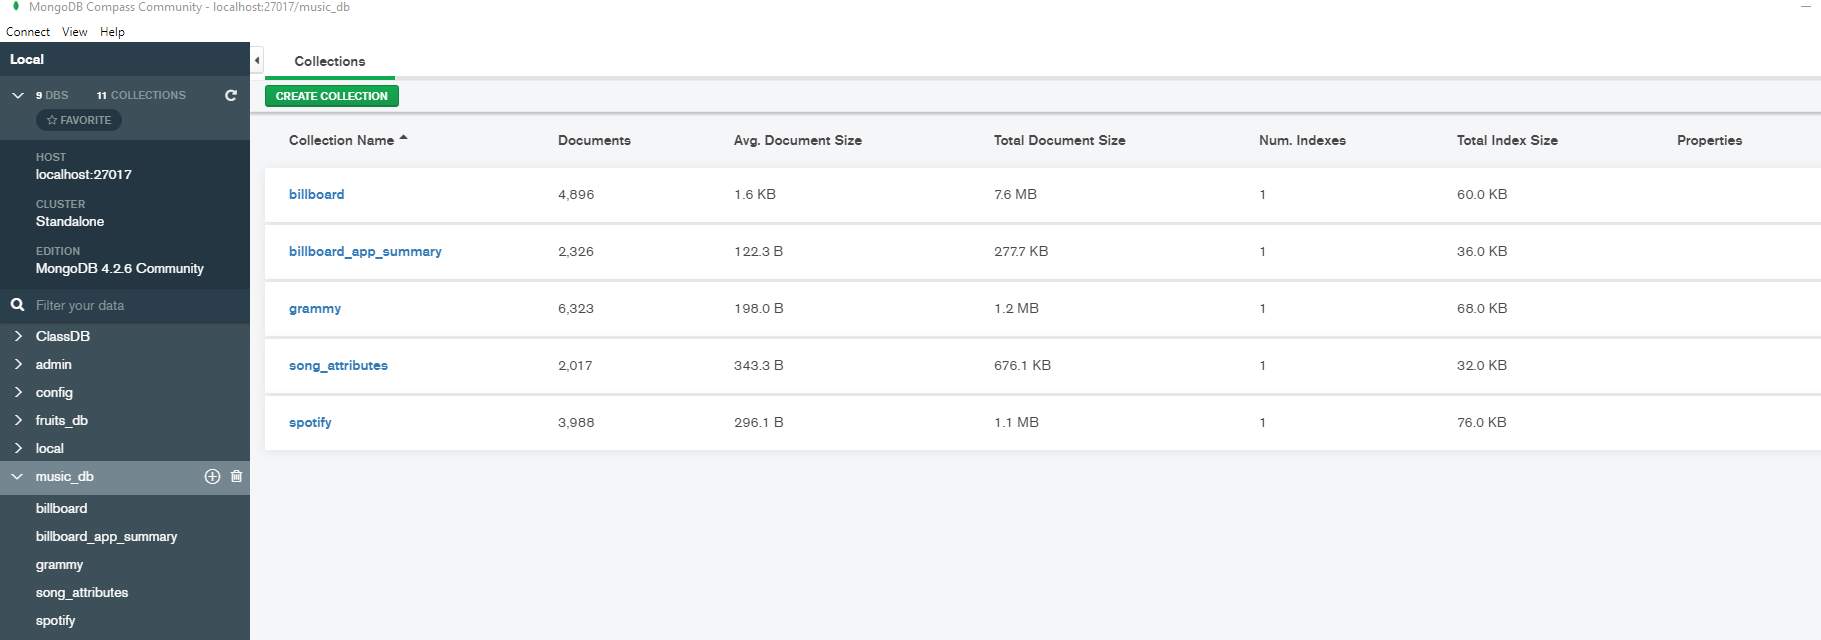 MongoDB Compass Community - localhost:27017/music_db
Connect View Help
Local
9 DBS 11 COLLECTIONS
FAVORITE
HOST
localhost:27017
CLUSTER
Standalone
EDITION
MongoDB 4.2.6 Community
Filter your data
ClassDB
admin
config
fruits_db
local
music_db
billboard
billboard_app_summary
grammy
song_attributes
spotify
Collections
CREATE COLLECTION
Collection Name Documents Avg. Document Size Total Document Size Num. Indexes Total Index Size Properties
billboard 4,896 1.6 KB 7.6 MB 1 60.0 KB
billboard_app_summary 2,326 122.3 B 277.7 KB 1 36.0 KB
grammy 6,323 198.0 B 1.2 MB 1 68.0 KB
song_attributes 2,017 343.3 B 676.1 KB 1 32.0 KB
spotify 3,988 296.1 B 1.1 MB 1 76.0 KB